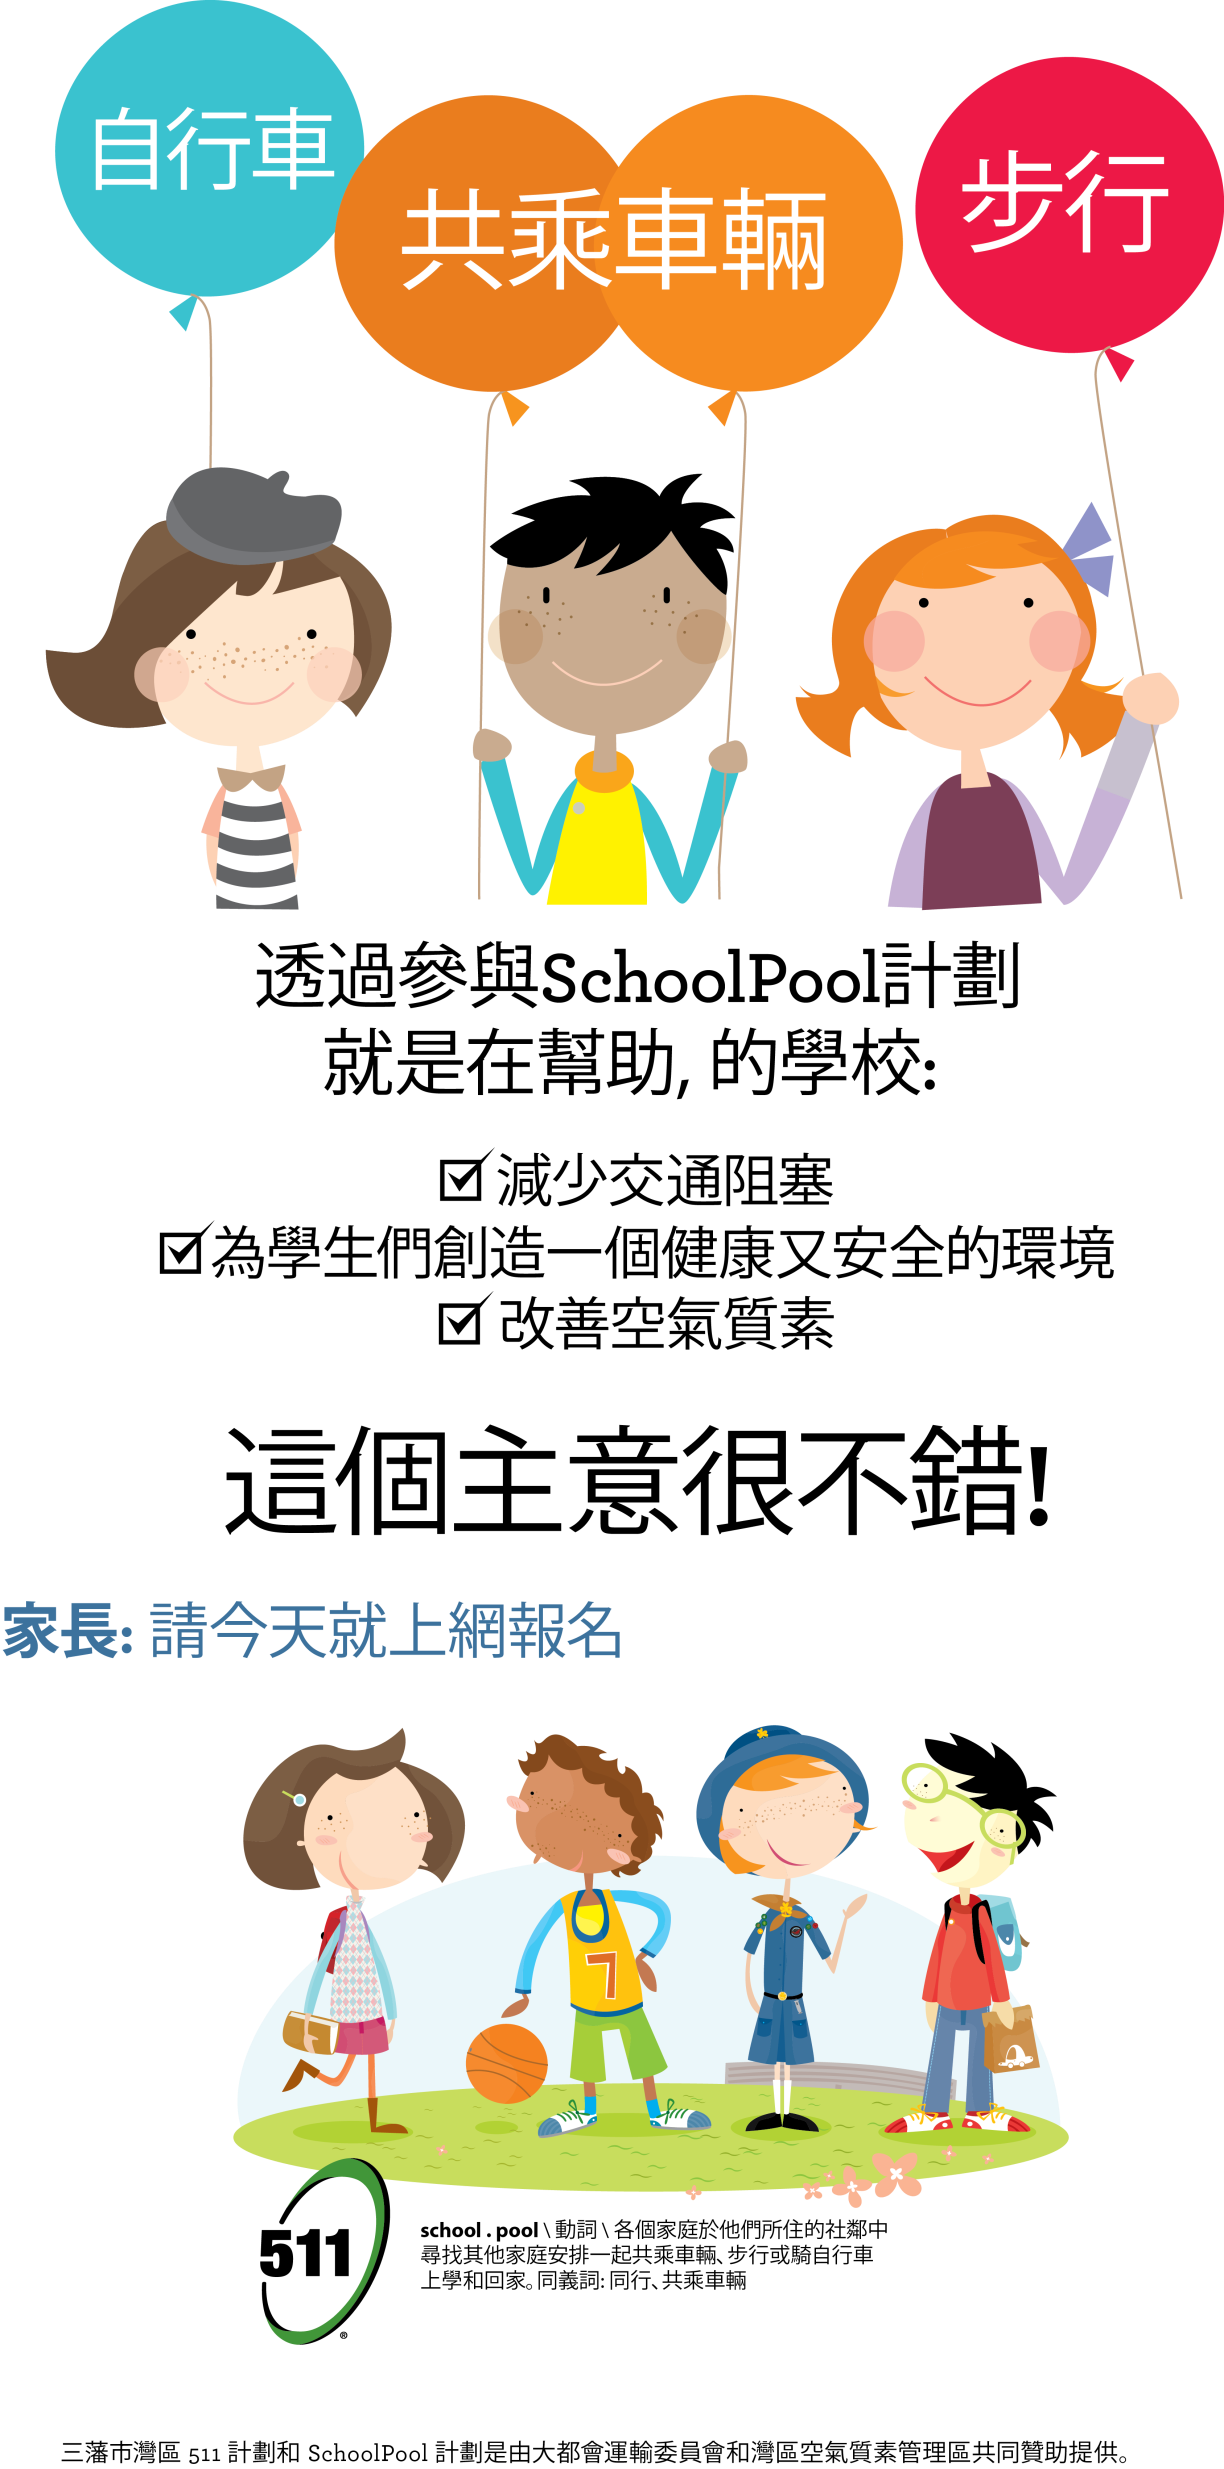 自行車
共乘車輛
步行
透過參與SchoolPool計劃
就是在幫助, 的學校:
減少交通阻塞
為學生們創造一個健康又安全的環境
改善空氣質素
這個主意很不錯!
家長: 請今天就上網報名
7
511
®
school . pool \ 動詞 \ 各個家庭於他們所住的社鄰中
尋找其他家庭安排一起共乘車輛、步行或騎自行車
上學和回家。同義詞: 同行、共乘車輛
三藩市灣區 511 計劃和 SchoolPool 計劃是由大都會運輸委員會和灣區空氣質素管理區共同贊助提供。